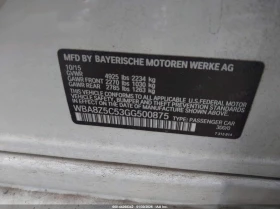 MFD BY BAYERISCHE MOTOREN WERKE AG
10/15
GVWR 4925 lbs 2234 kg
GAWR FRONT 2270 lbs 1030 kg
GAWR REAR 2785 lbs 1263 kg
THIS VEHICLE CONFORMS TO ALL APPLICABLE
FEDERAL MOTOR VEHICLE SAFETY,
BUMPER, AND THEFT PREVENTION STANDARDS
IN EFFECT ON THE DATE OF
MANUFACTURE SHOWN ABOVE
WBA8Z5C53GG500875
PASSENGER CAR